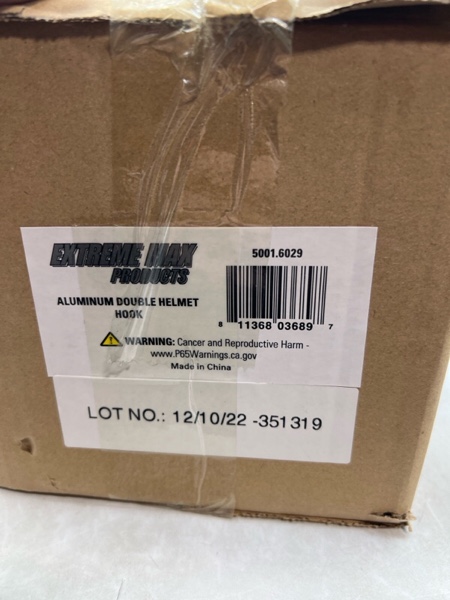 EXTREME MAX
PRODUCTS
5001.6029
ALUMINUM DOUBLE HELMET
HOOK
8 11368 03689 7
WARNING: Cancer and Reproductive Harm -
www.P65Warnings.ca.gov
Made in China
LOT NO.: 12/10/22 -351319